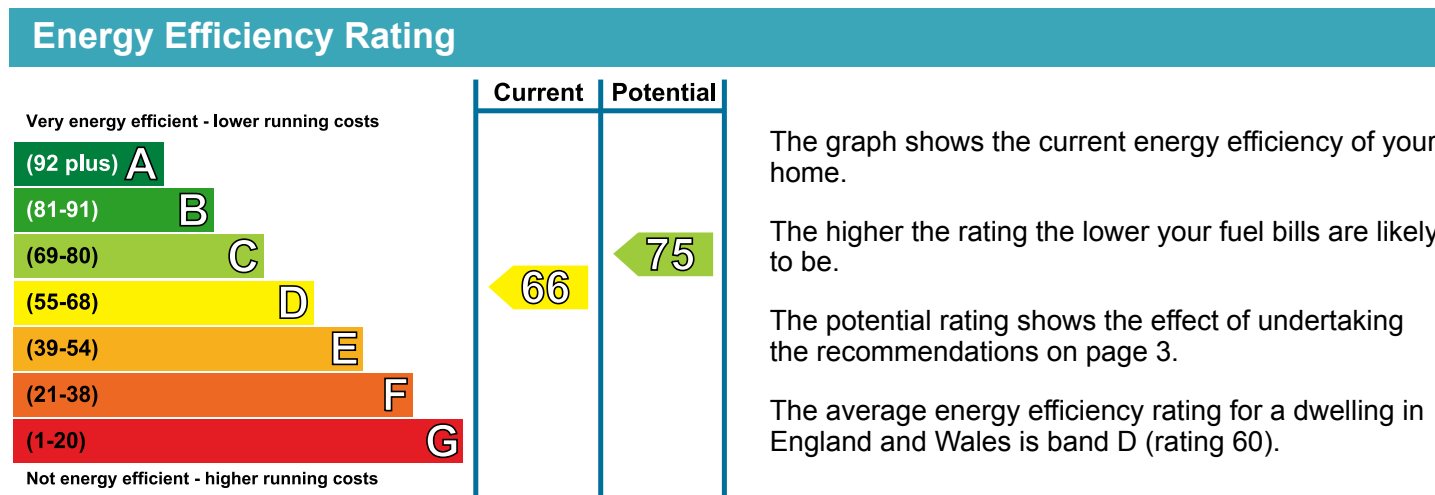 Energy Efficiency Rating
Current Potential
Very energy efficient - lower running costs
(92 plus) A
(81-91) B
(69-80) C
(55-68) D
(39-54) E
(21-38) F
(1-20) G
Not energy efficient - higher running costs
66
75
The graph shows the current energy efficiency of your
home.
The higher the rating the lower your fuel bills are likely
to be.
The potential rating shows the effect of undertaking
the recommendations on page 3.
The average energy efficiency rating for a dwelling in
England and Wales is band D (rating 60).